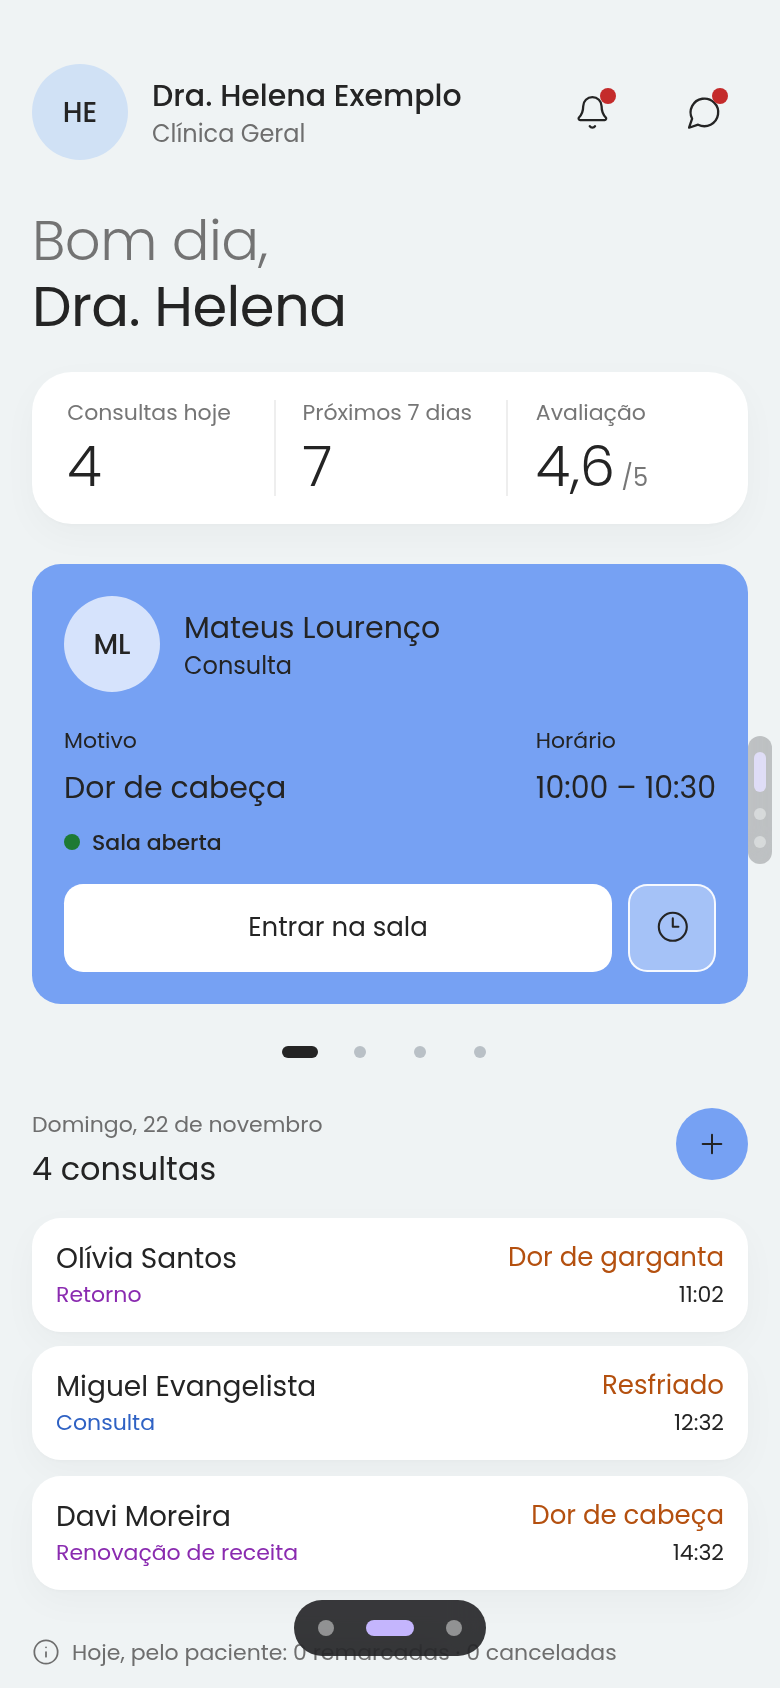 HE
Dra. Helena Exemplo
Clínica Geral
Bom dia,
Dra. Helena
Consultas hoje
4
Próximos 7 dias
7
Avaliação
4,6 /5
ML
Mateus Lourenço
Consulta
Motivo
Dor de cabeça
Horário
10:00 – 10:30
Sala aberta
Entrar na sala
Domingo, 22 de novembro
4 consultas
Olívia Santos
Dor de garganta
Retorno
11:02
Miguel Evangelista
Resfriado
Consulta
12:32
Davi Moreira
Dor de cabeça
Renovação de receita
14:32
Hoje, pelo paciente: 0 remarcadas · 0 canceladas